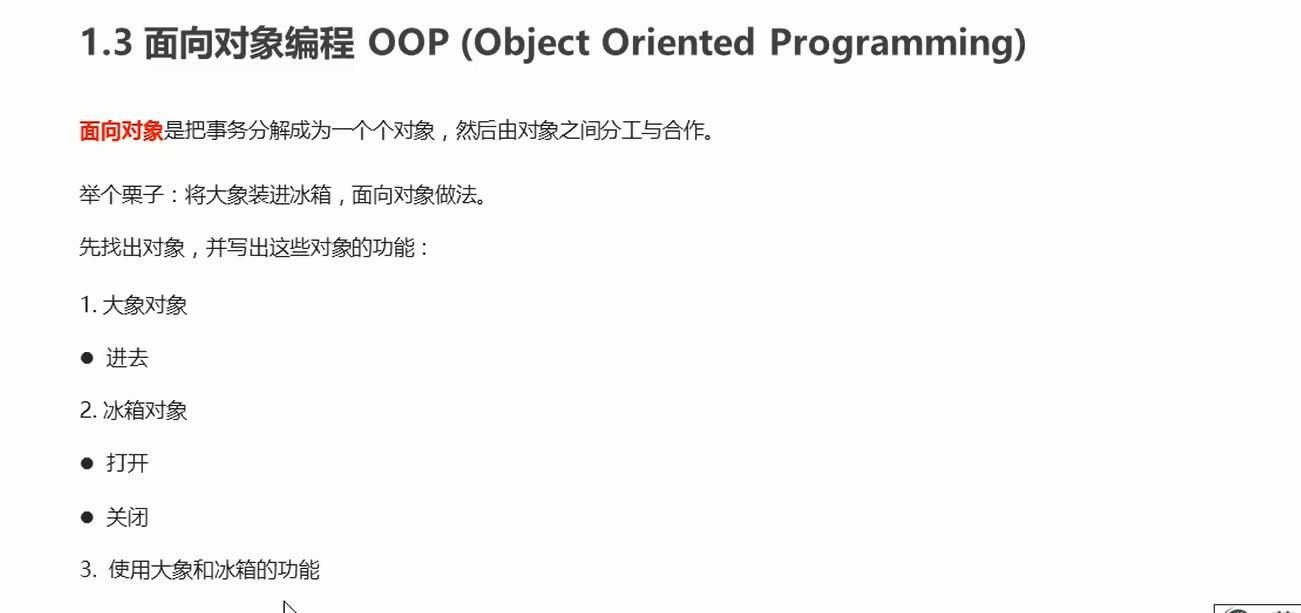 1.3 面向对象编程 OOP (Object Oriented Programming)
面向对象是把事务分解成为一个个对象，然后由对象之间分工与合作。
举个栗子：将大象装进冰箱，面向对象做法。
先找出对象，并写出这些对象的功能：
1. 大象对象
● 进去
2. 冰箱对象
● 打开
● 关闭
3. 使用大象和冰箱的功能